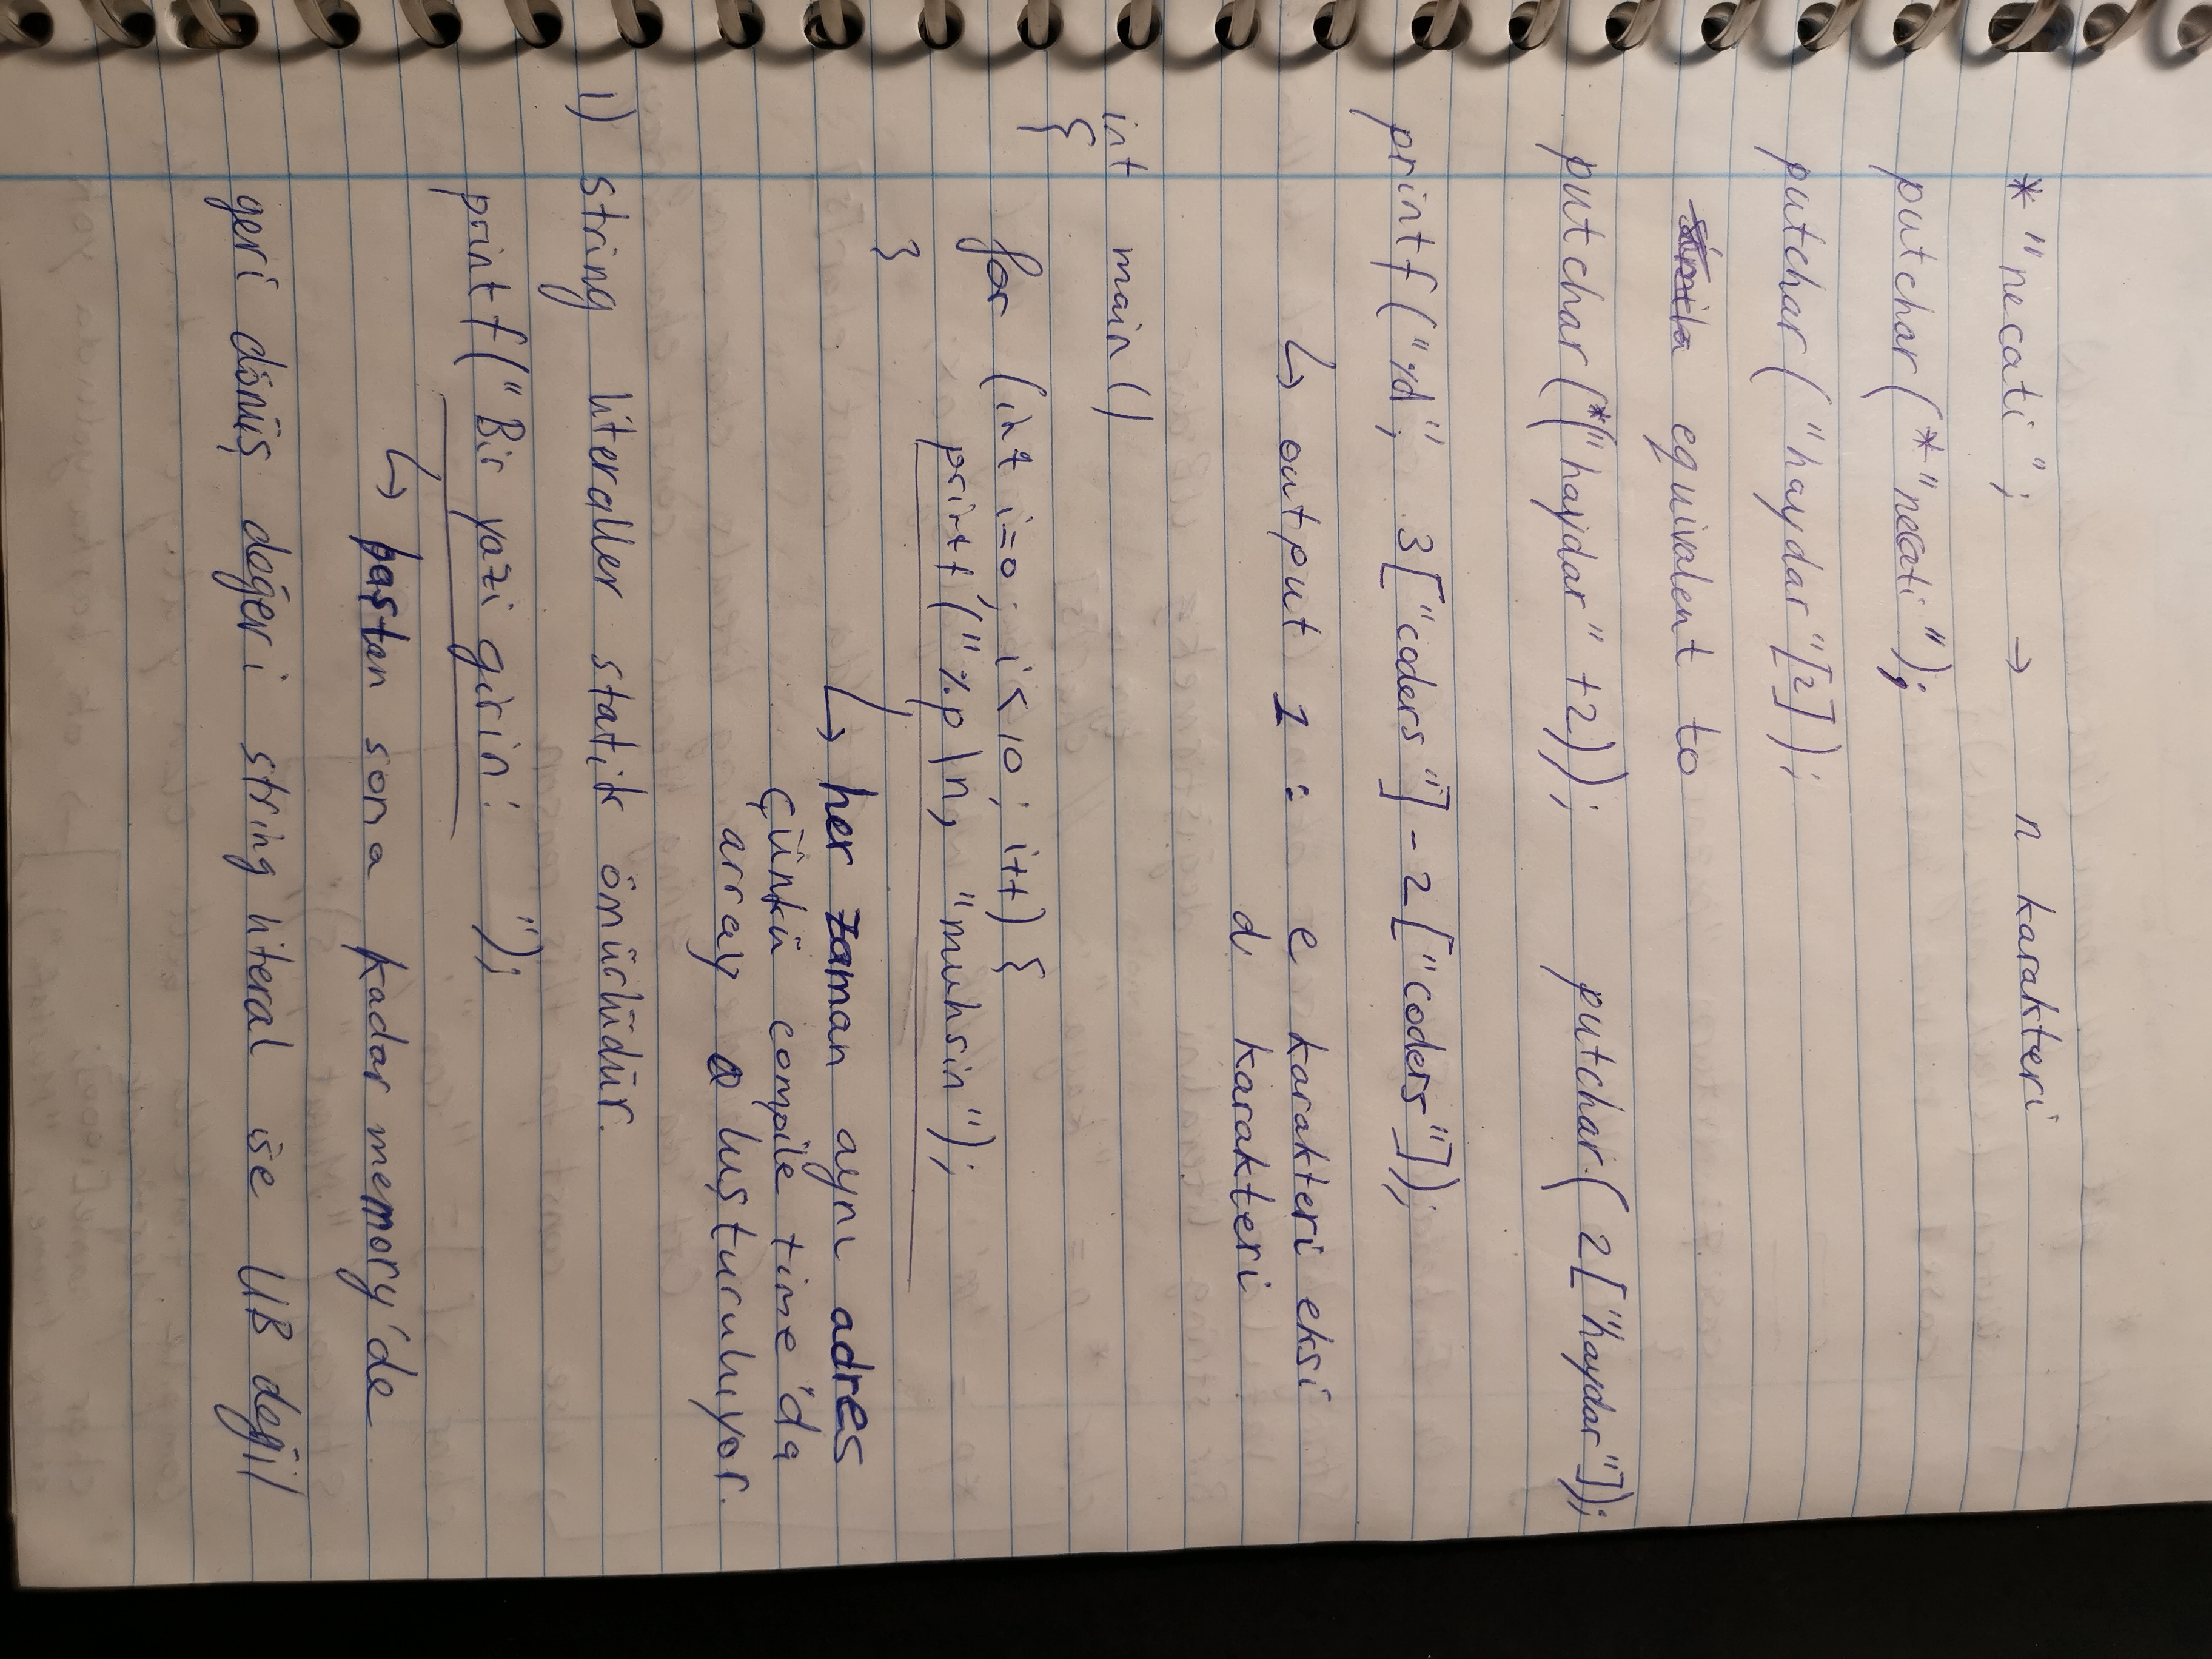 * "necati"; → n karakteri
putchar(*"necati");
putchar("haydar"[2]);
equivalent to
putchar(*("haydar" +2)); putchar(2["haydar"]);
printf("%d", 3["coders"] - 2["coders"]);
↳ output 1 : e karakteri eksi
d karakteri
int main()
{
for (int i=0; i<10; i++) {
printf("%p\n, "muhsin");
}
↳ her zaman aynı adres
çünkü compile time'da
array oluşturuluyor.
1) string literaller statik ömürlüdür.
printf("Bir yazi girin: ");
↳ baştan sona kadar memory'de
geri dönüş değeri string literal ise UB değil